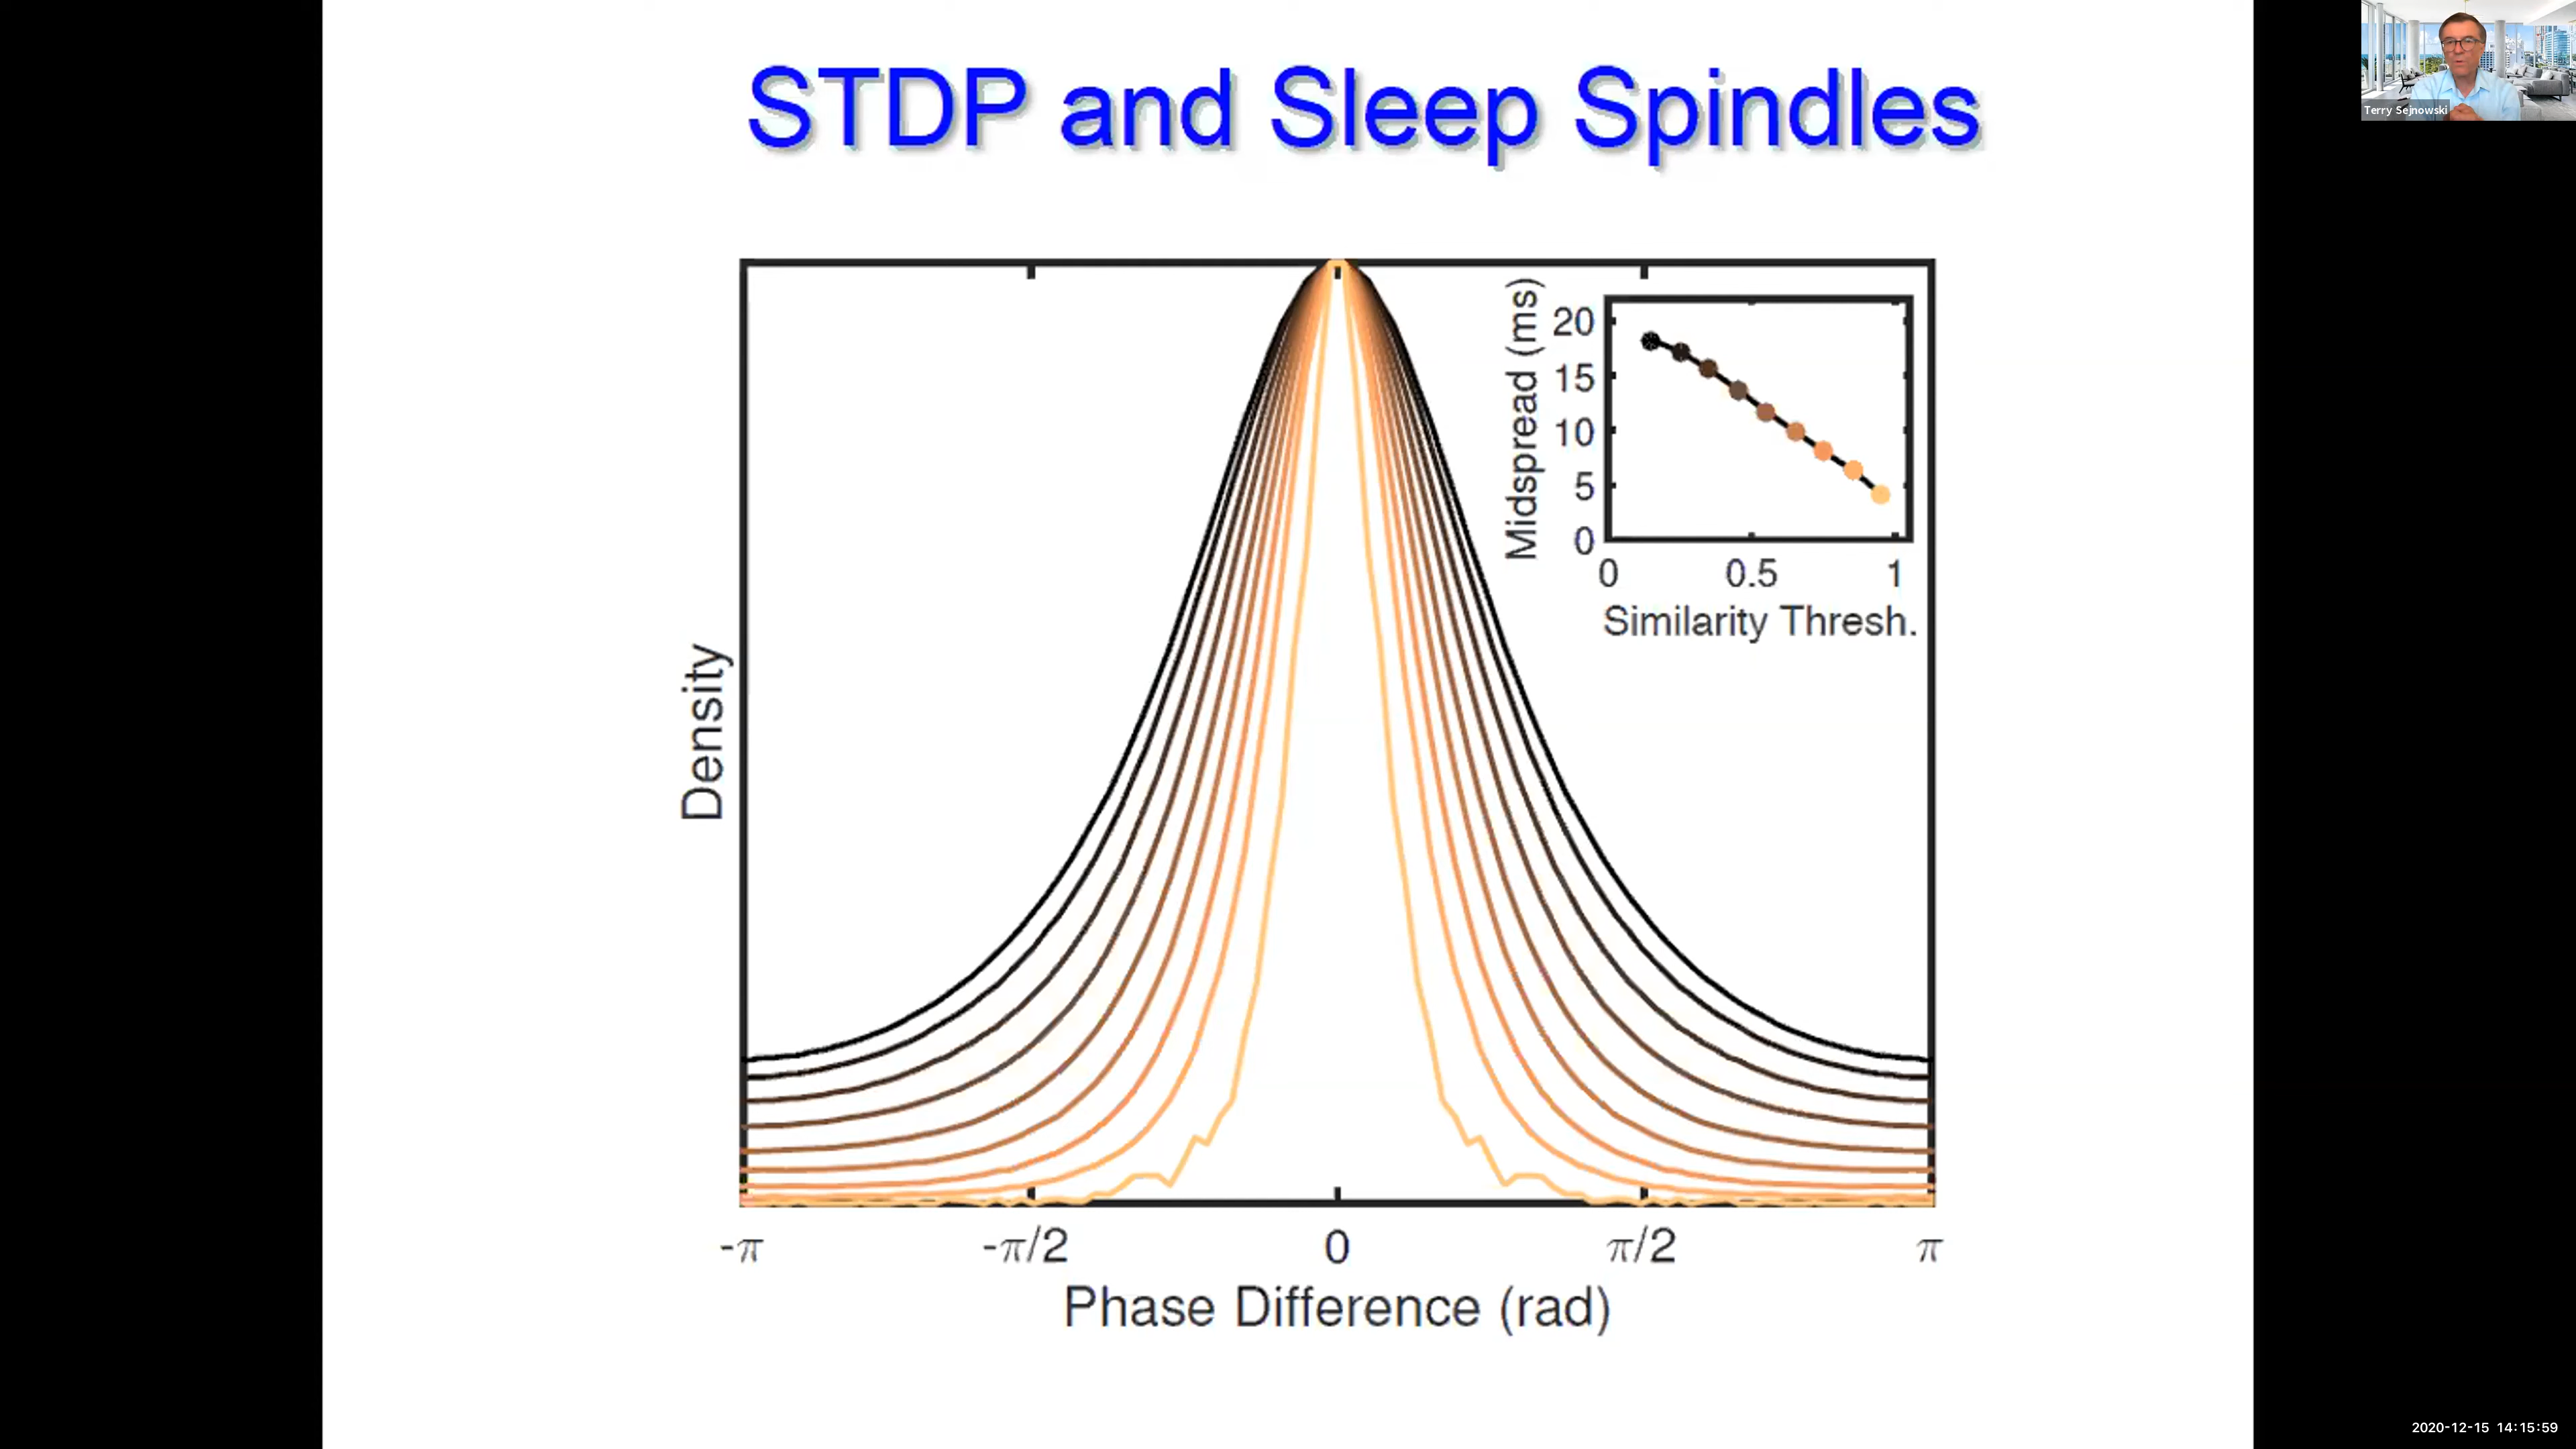 STDP and Sleep Spindles
Terry Sejnowski
Midspread (ms)
20
15
10
5
0
0 0.5 1
Similarity Thresh.
Density
-π -π/2 0 π/2 π
Phase Difference (rad)
2020-12-15 14:15:59